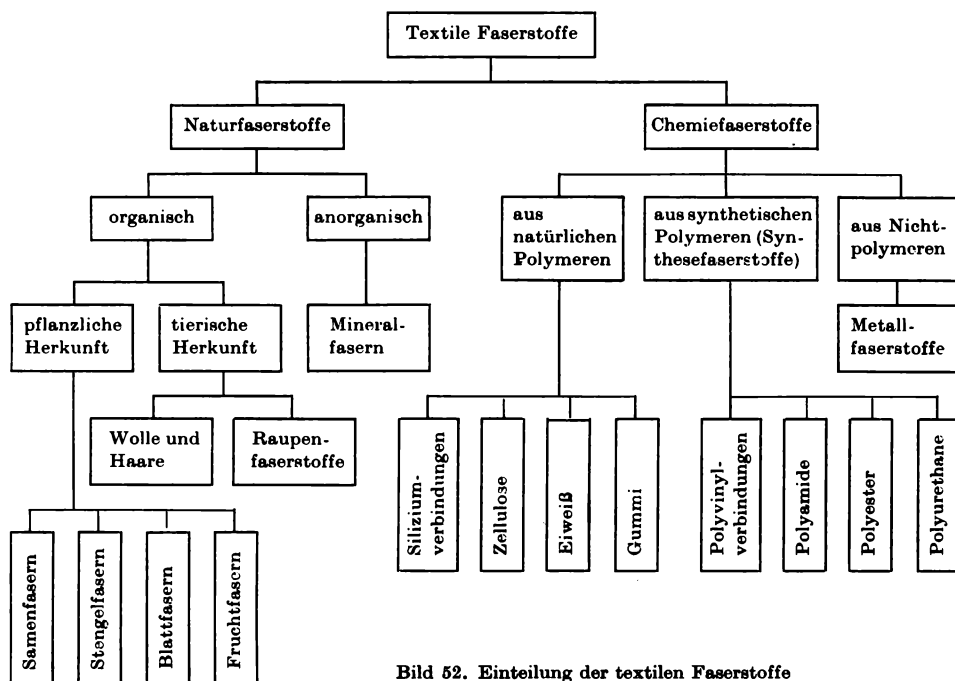 Textile Faserstoffe
Naturfaserstoffe
Chemiefaserstoffe
organisch
anorganisch
aus
natürlichen
Polymeren
aus synthetischen
Polymeren (Syn-
thesefaserstoffe)
aus Nicht-
polymeren
pflanzliche
Herkunft
tierische
Herkunft
Mineral-
fasern
Metall-
faserstoffe
Wolle und
Haare
Raupen-
faserstoffe
Silizium-
verbindungen
Zellulose
Eiweiß
Gummi
Polyvinyl-
verbindungen
Polyamide
Polyester
Polyurethane
Samenfasern
Stengelfasern
Blattfasern
Fruchtfasern
Bild 52. Einteilung der textilen Faserstoffe